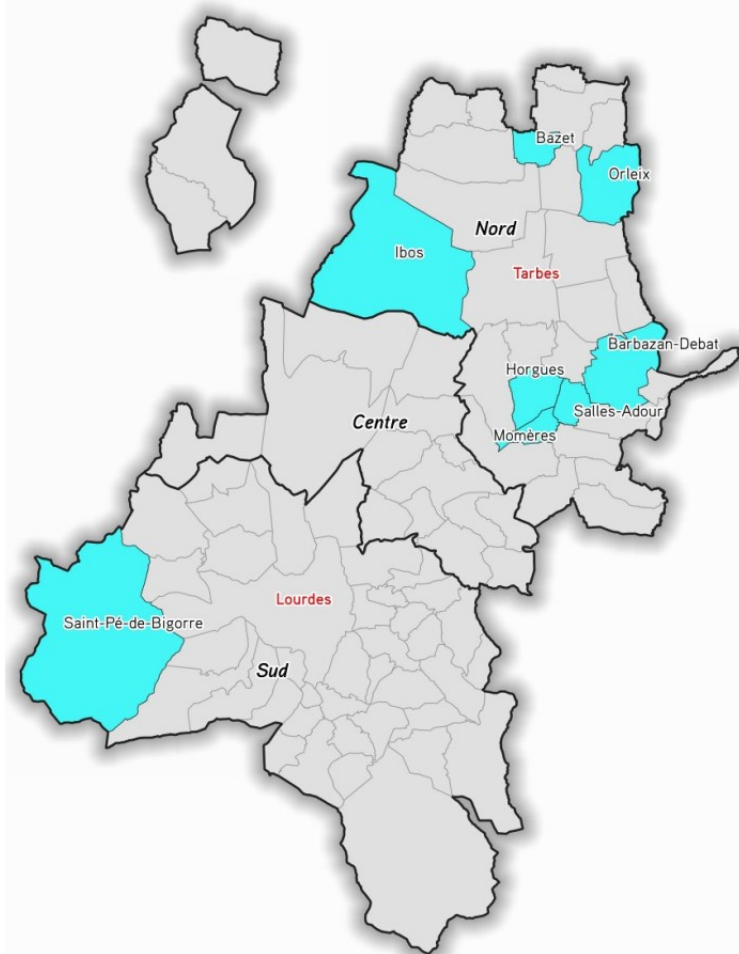 Bazet
Orleix
Nord
Ibos
Tarbes
Barbazan-Debat
Horgues
Salles-Adour
Centre
Momères
Lourdes
Saint-Pé-de-Bigorre
Sud